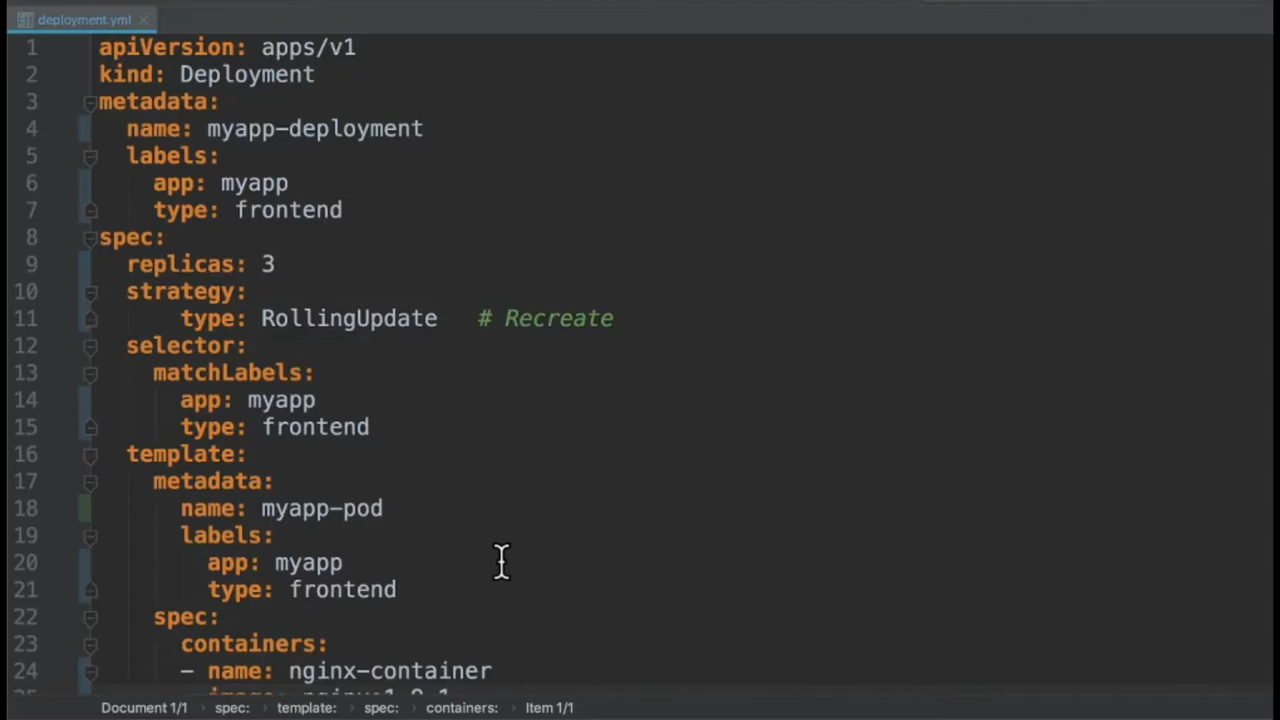 deployment.yml
1 apiVersion: apps/v1
2 kind: Deployment
3 metadata:
4   name: myapp-deployment
5   labels:
6     app: myapp
7     type: frontend
8 spec:
9   replicas: 3
10   strategy:
11       type: RollingUpdate   # Recreate
12   selector:
13     matchLabels:
14       app: myapp
15       type: frontend
16   template:
17     metadata:
18       name: myapp-pod
19       labels:
20         app: myapp
21         type: frontend
22     spec:
23       containers:
24       - name: nginx-container
Document 1/1 › spec: › template: › spec: › containers: › Item 1/1